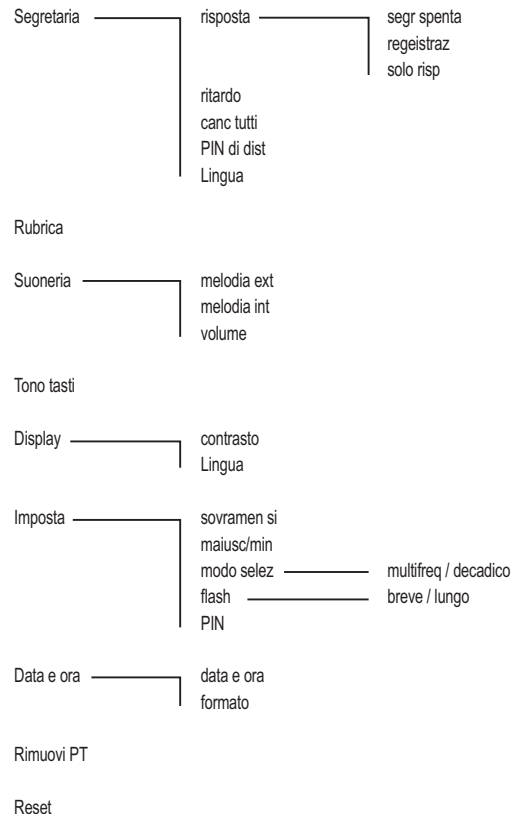 Segretaria risposta segr spenta
regeistraz
solo risp
ritardo
canc tutti
PIN di dist
Lingua
Rubrica
Suoneria melodia ext
melodia int
volume
Tono tasti
Display contrasto
Lingua
Imposta sovramen si
maiusc/min
modo selez multifreq / decadico
flash breve / lungo
PIN
Data e ora data e ora
formato
Rimuovi PT
Reset